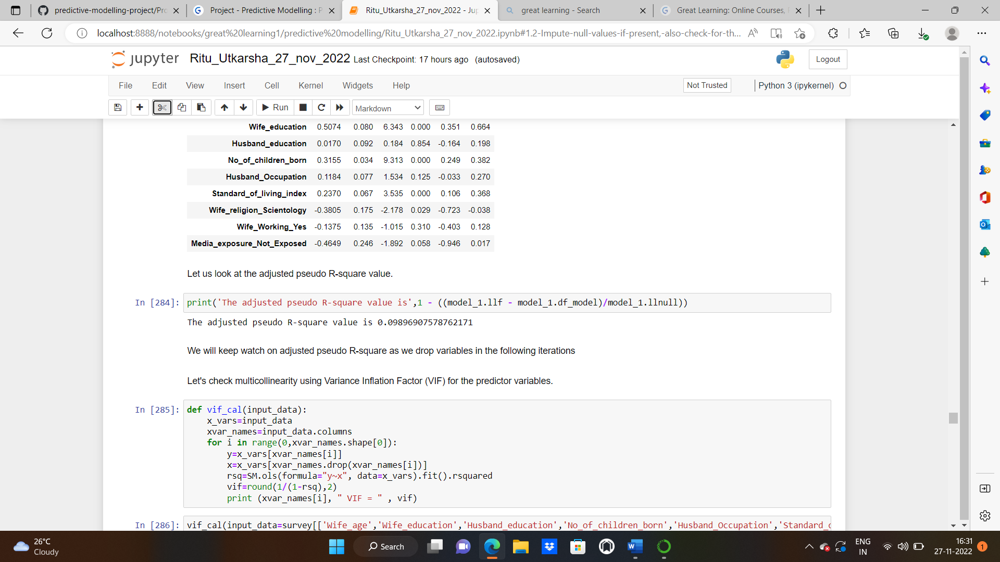 predictive-modelling-project/Pro
Project - Predictive Modelling : P
Ritu_Utkarsha_27_nov_2022 - Jup
great learning - Search
Great Learning: Online Courses,
localhost:8888/notebooks/great%20learning1/predictive%20modelling/Ritu_Utkarsha_27_nov_2022.ipynb#1.2-Impute-null-values-if-present,-also-check-for-th...
jupyter Ritu_Utkarsha_27_nov_2022 Last Checkpoint: 17 hours ago (autosaved)
Logout
File Edit View Insert Cell Kernel Widgets Help
Not Trusted
Python 3 (ipykernel)
Run
Markdown
Wife_education 0.5074 0.080 6.343 0.000 0.351 0.664
Husband_education 0.0170 0.092 0.184 0.854 -0.164 0.198
No_of_children_born 0.3155 0.034 9.313 0.000 0.249 0.382
Husband_Occupation 0.1184 0.077 1.534 0.125 -0.033 0.270
Standard_of_living_index 0.2370 0.067 3.535 0.000 0.106 0.368
Wife_religion_Scientology -0.3805 0.175 -2.178 0.029 -0.723 -0.038
Wife_Working_Yes -0.1375 0.135 -1.015 0.310 -0.403 0.128
Media_exposure_Not_Exposed -0.4649 0.246 -1.892 0.058 -0.946 0.017
Let us look at the adjusted pseudo R-square value.
In [284]: print('The adjusted pseudo R-square value is',1 - ((model_1.llf - model_1.df_model)/model_1.llnull))
The adjusted pseudo R-square value is 0.09896907578762171
We will keep watch on adjusted pseudo R-square as we drop variables in the following iterations
Let's check multicollinearity using Variance Inflation Factor (VIF) for the predictor variables.
In [285]: def vif_cal(input_data):
    x_vars=input_data
    xvar_names=input_data.columns
    for i in range(0,xvar_names.shape[0]):
        y=x_vars[xvar_names[i]]
        x=x_vars[xvar_names.drop(xvar_names[i])]
        rsq=SM.ols(formula="y~x", data=x_vars).fit().rsquared
        vif=round(1/(1-rsq),2)
        print (xvar_names[i], " VIF = " , vif)
In [286]: vif_cal(input_data=survey[['Wife_age','Wife_education','Husband_education','No_of_children_born','Husband_Occupation','Standard_o
26°C
Cloudy
Search
ENG
IN
16:31
27-11-2022
1